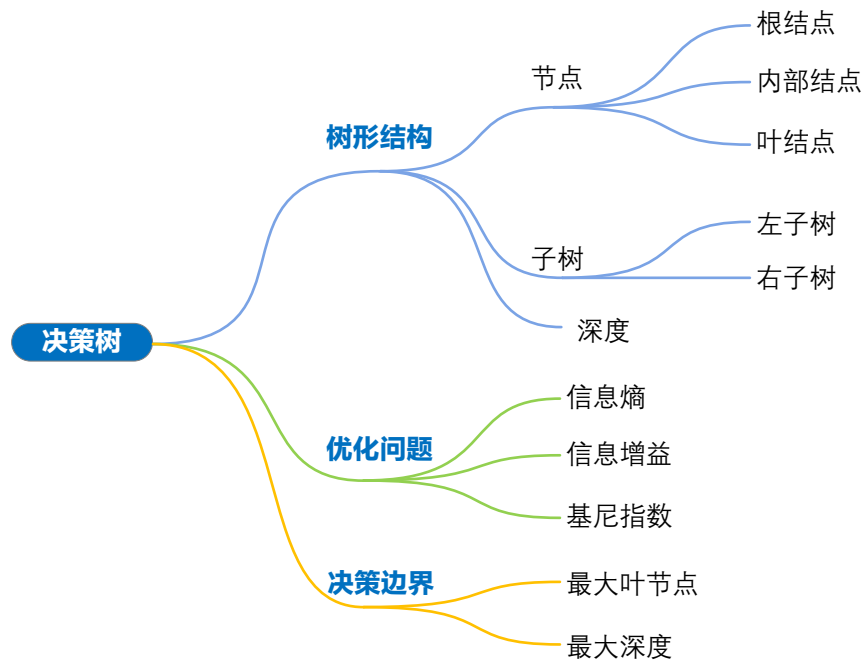 决策树
树形结构
节点
根结点
内部结点
叶结点
子树
左子树
右子树
深度
优化问题
信息熵
信息增益
基尼指数
决策边界
最大叶节点
最大深度